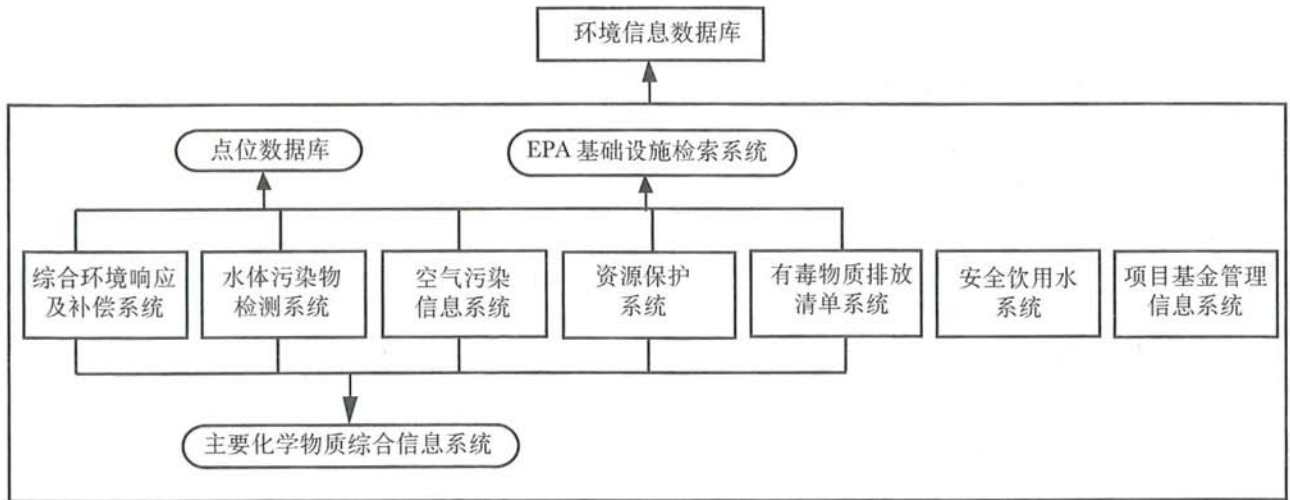 环境信息数据库
点位数据库
EPA 基础设施检索系统
综合环境响应
及补偿系统
水体污染物
检测系统
空气污染
信息系统
资源保护
系统
有毒物质排放
清单系统
安全饮用水
系统
项目基金管理
信息系统
主要化学物质综合信息系统